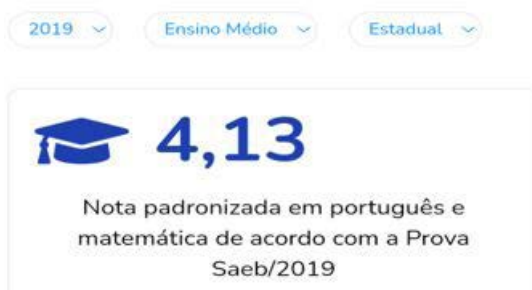 2019 Ensino Médio Estadual
4,13
Nota padronizada em português e
matemática de acordo com a Prova
Saeb/2019